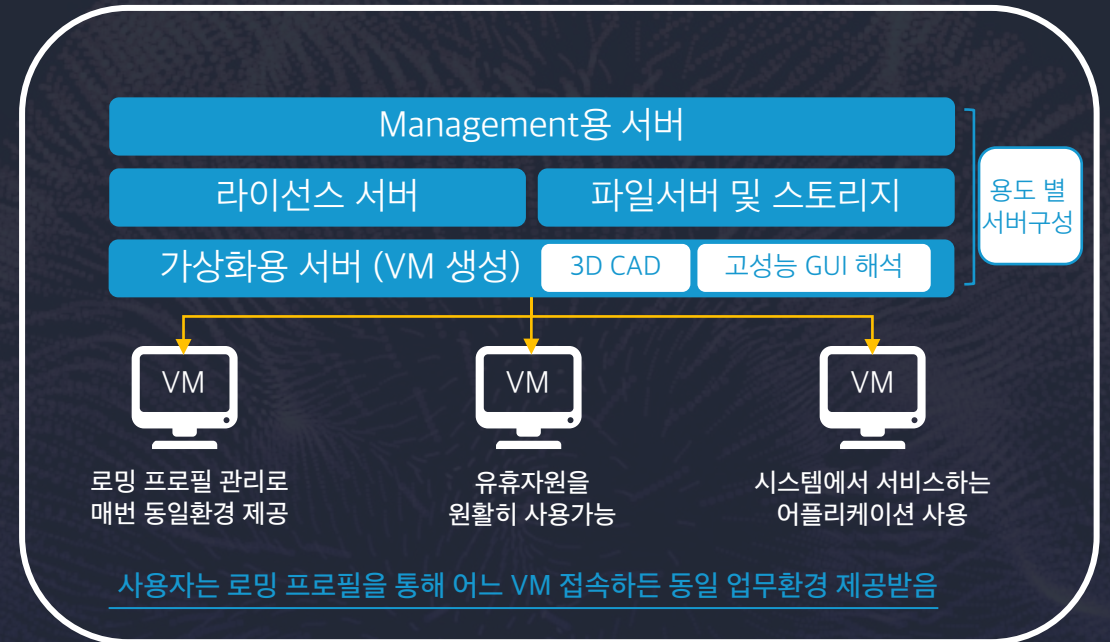 Management용 서버
라이선스 서버
파일서버 및 스토리지
용도 별
서버구성
가상화용 서버 (VM 생성)
3D CAD
고성능 GUI 해석
VM
VM
VM
로밍 프로필 관리로
매번 동일환경 제공
유휴자원을
원활히 사용가능
시스템에서 서비스하는
어플리케이션 사용
사용자는 로밍 프로필을 통해 어느 VM 접속하든 동일 업무환경 제공받음